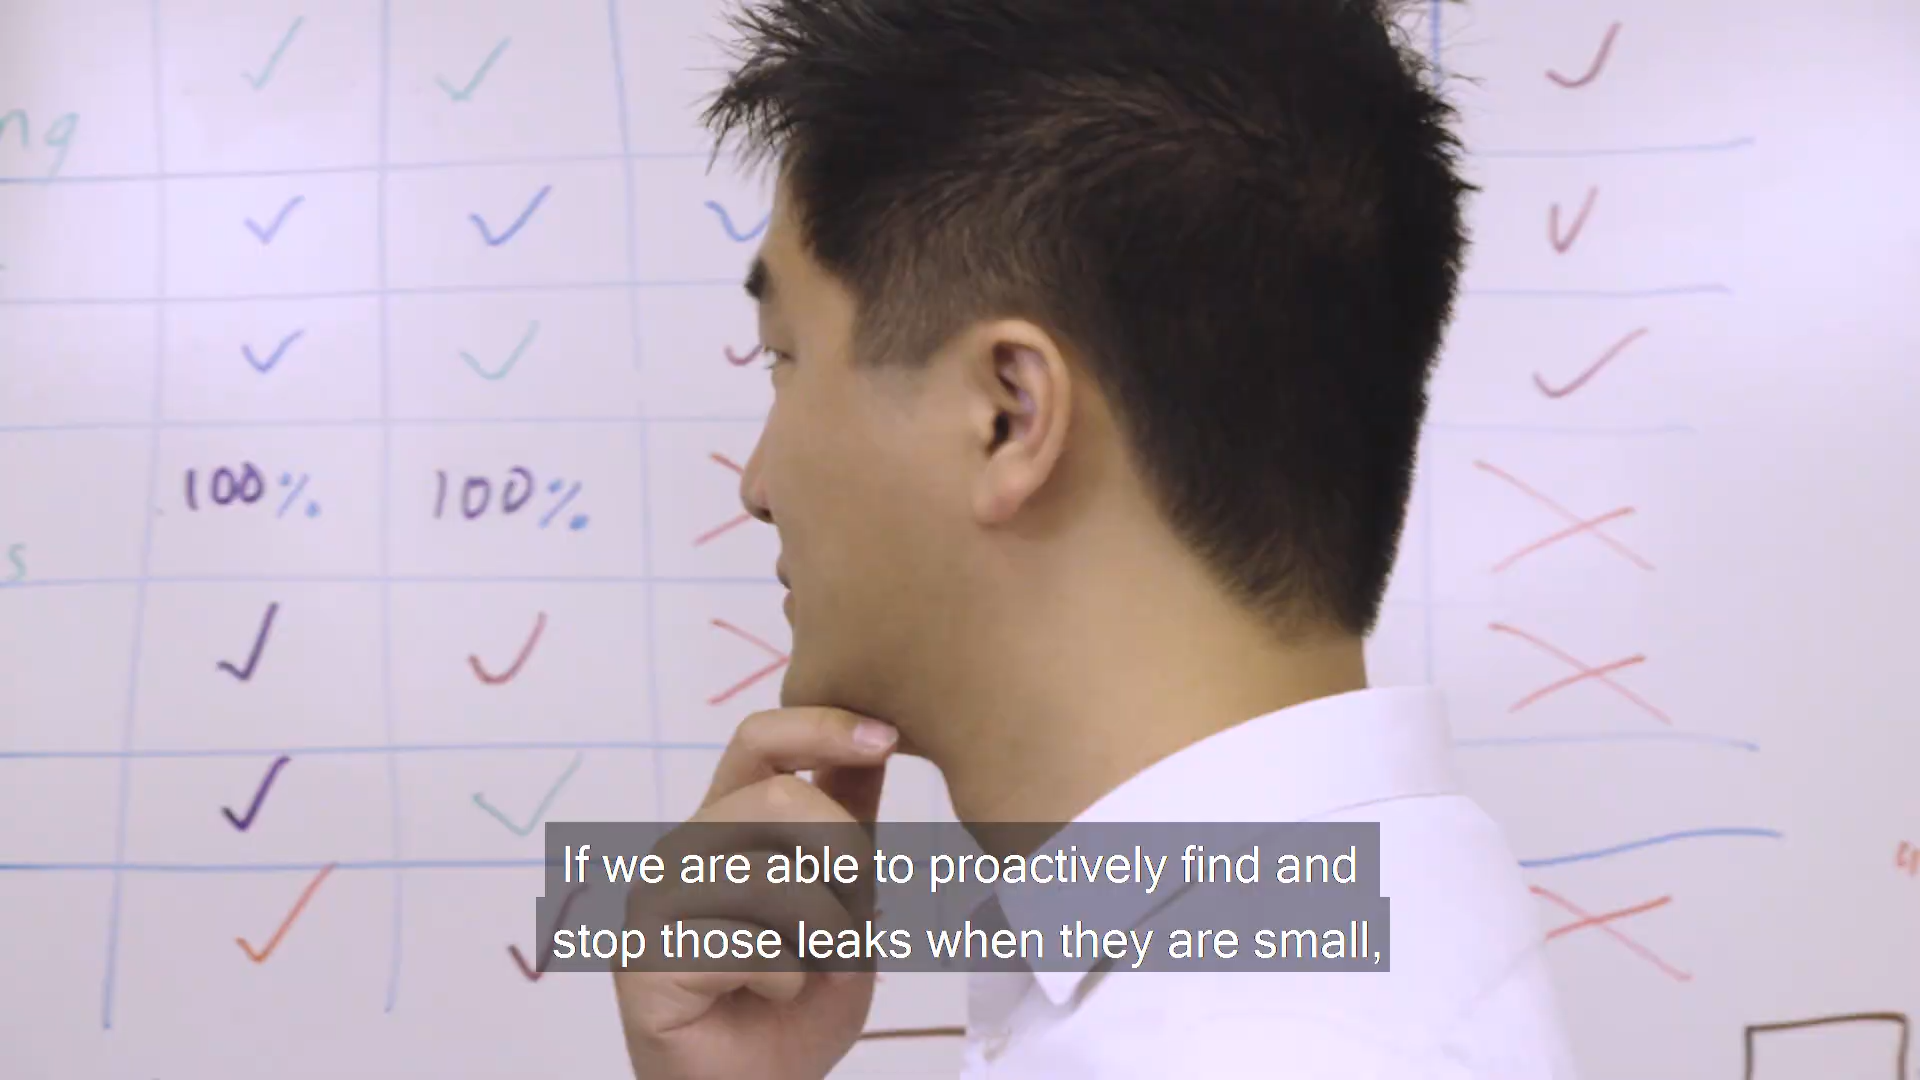 ng
100% 100%
s
If we are able to proactively find and
stop those leaks when they are small,